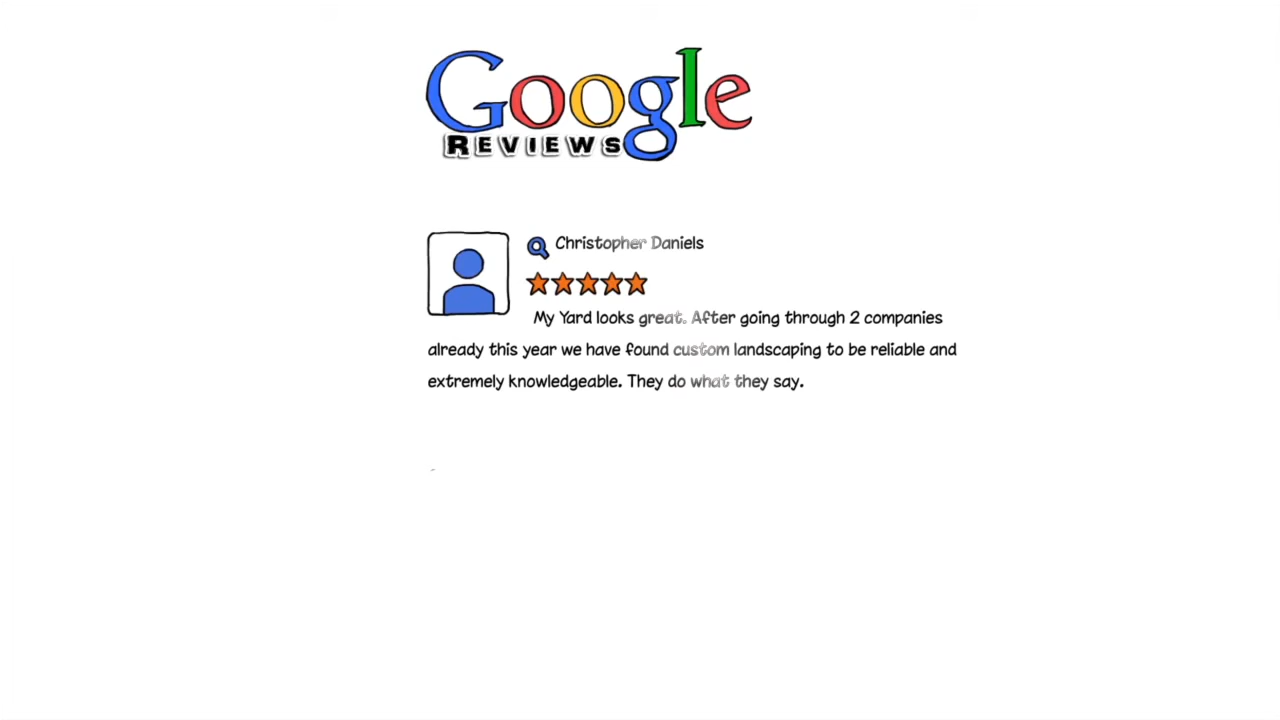 Google
REVIEWS
Christopher Daniels
My Yard looks great. After going through 2 companies
already this year we have found custom landscaping to be reliable and
extremely knowledgeable. They do what they say.